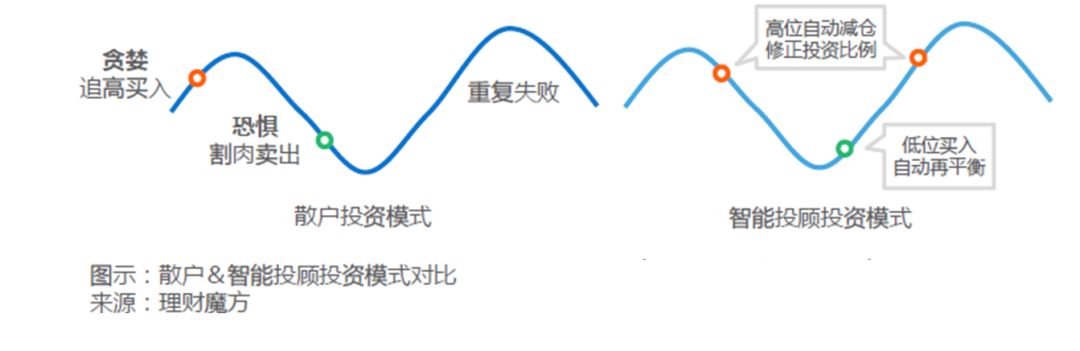 贪婪
追高买入
恐惧
割肉卖出
重复失败
散户投资模式
高位自动减仓
修正投资比例
低位买入
自动再平衡
智能投顾投资模式
图示：散户＆智能投顾投资模式对比
来源：理财魔方